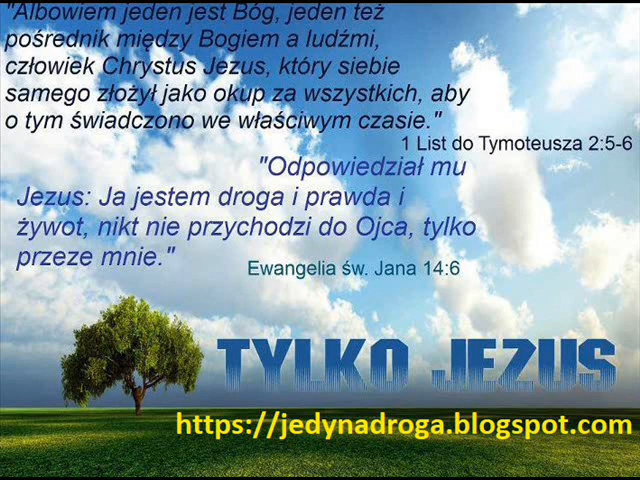 "Albowiem jeden jest Bóg, jeden też
pośrednik między Bogiem a ludźmi,
człowiek Chrystus Jezus, który siebie
samego złożył jako okup za wszystkich, aby
o tym świadczono we właściwym czasie."
1 List do Tymoteusza 2:5-6
"Odpowiedział mu
Jezus: Ja jestem droga i prawda i
żywot, nikt nie przychodzi do Ojca, tylko
przeze mnie."
Ewangelia św. Jana 14:6
TYLKO JEZUS
https://jedynadroga.blogspot.com